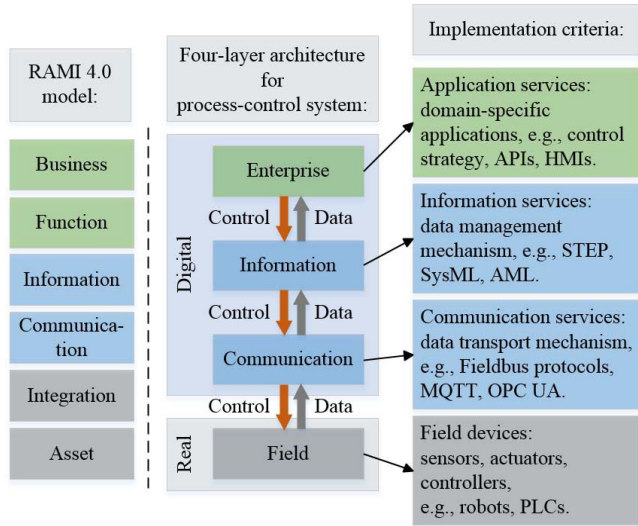 RAMI 4.0
model:
Business
Function
Information
Communica-
tion
Integration
Asset
Four-layer architecture
for
process-control system:
Digital
Enterprise
Control
Data
Information
Control
Data
Communication
Control
Data
Real
Field
Implementation criteria:
Application services:
domain-specific
applications, e.g., control
strategy, APIs, HMIs.
Information services:
data management
mechanism, e.g., STEP,
SysML, AML.
Communication services:
data transport mechanism,
e.g., Fieldbus protocols,
MQTT, OPC UA.
Field devices:
sensors, actuators,
controllers,
e.g., robots, PLCs.